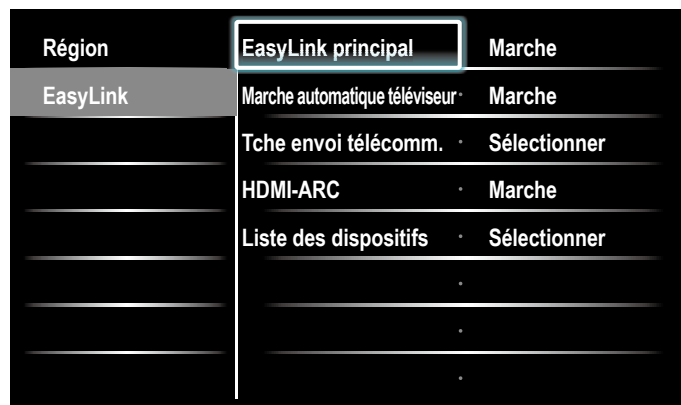 Région EasyLink principal Marche
EasyLink Marche automatique téléviseur Marche
Tche envoi télécomm. Sélectionner
HDMI-ARC Marche
Liste des dispositifs Sélectionner